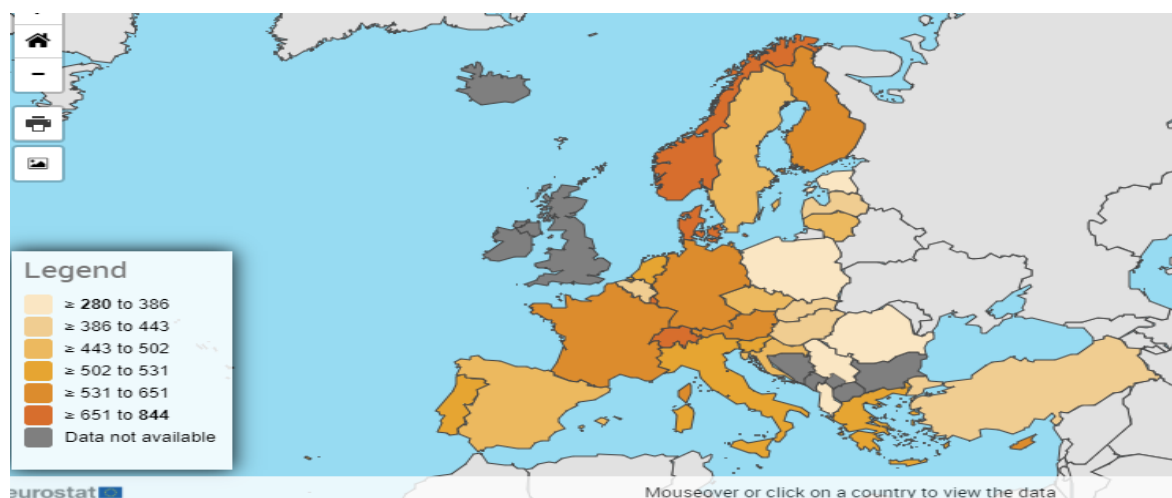 Legend
≥ 280 to 386
≥ 386 to 443
≥ 443 to 502
≥ 502 to 531
≥ 531 to 651
≥ 651 to 844
Data not available
eurostat
Mouseover or click on a country to view the data